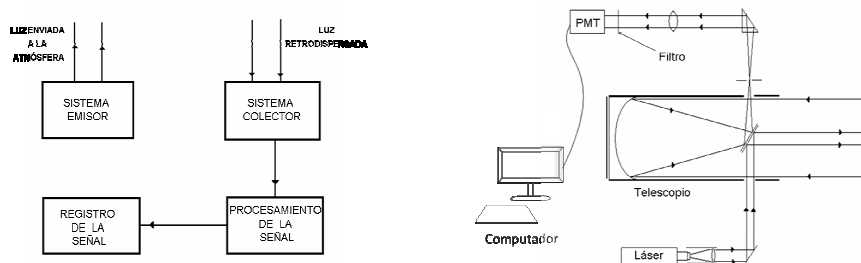 LUZ ENVIADA
A LA
ATMÓSFERA
LUZ
RETRODISPERSADA
SISTEMA
EMISOR
SISTEMA
COLECTOR
REGISTRO
DE LA
SEÑAL
PROCESAMIENTO
DE LA
SEÑAL
PMT
Filtro
Telescopio
Computador
Láser